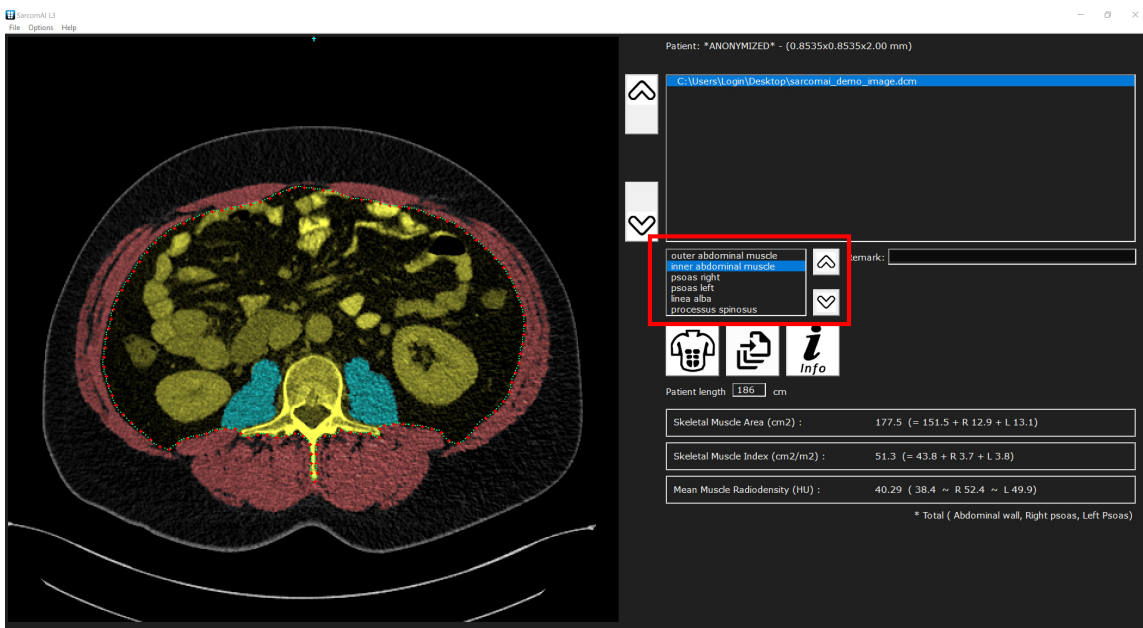 SarcomAI L3
File Options Help
Patient: *ANONYMIZED* - (0.8535x0.8535x2.00 mm)
C:\Users\Login\Desktop\sarcomai_demo_image.dcm
outer abdominal muscle
inner abdominal muscle
psoas right
psoas left
linea alba
processus spinosus
emark:
Info
Patient length 186 cm
Skeletal Muscle Area (cm2) : 177.5 (= 151.5 + R 12.9 + L 13.1)
Skeletal Muscle Index (cm2/m2) : 51.3 (= 43.8 + R 3.7 + L 3.8)
Mean Muscle Radiodensity (HU) : 40.29 ( 38.4 ~ R 52.4 ~ L 49.9)
* Total ( Abdominal wall, Right psoas, Left Psoas)